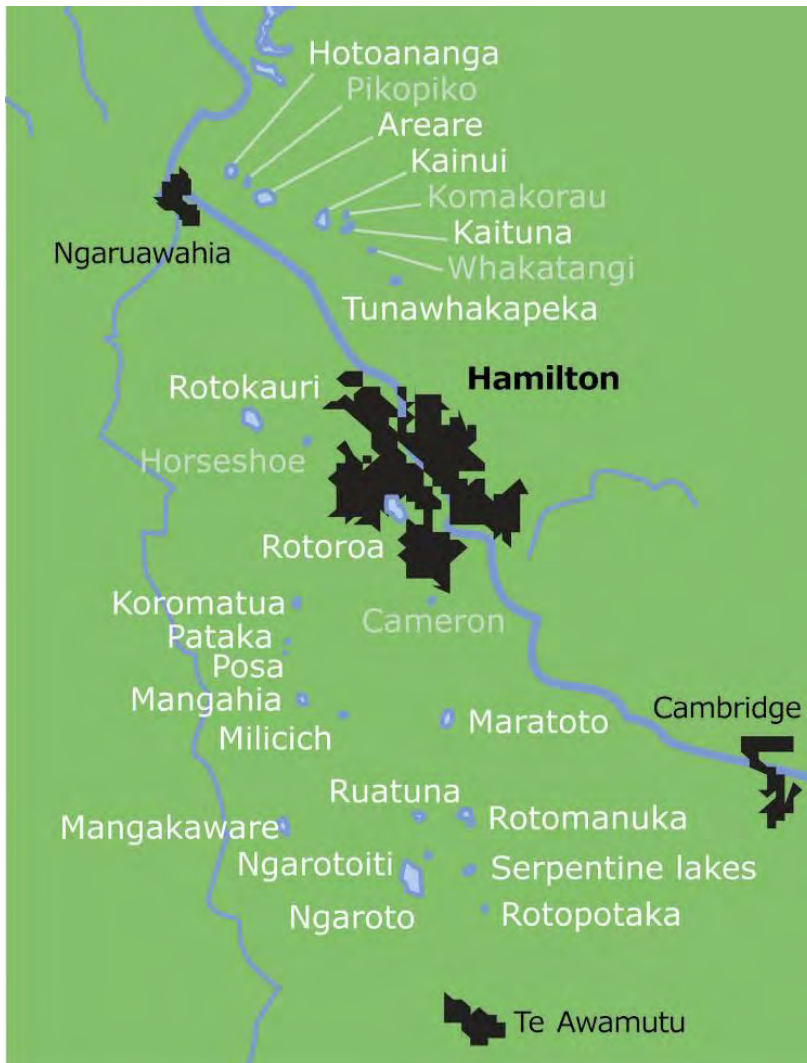 Hotoananga
Pikopiko
Areare
Kainui
Komakorau
Kaituna
Ngaruawahia
Whakatangi
Tunawhakapeka
Hamilton
Rotokauri
Horseshoe
Rotoroa
Koromatua
Cameron
Pataka
Posa
Mangahia
Cambridge
Milicich
Maratoto
Ruatuna
Mangakaware
Rotomanuka
Ngarotoiti
Serpentine lakes
Ngaroto
Rotopotaka
Te Awamutu